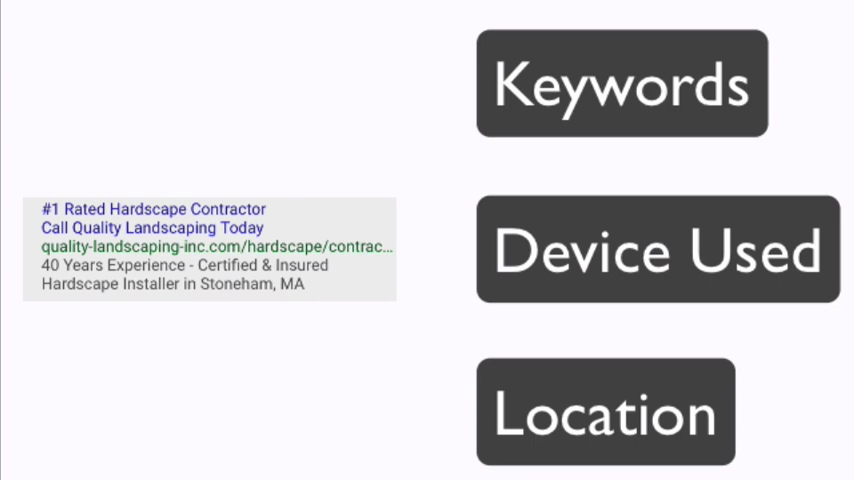 #1 Rated Hardscape Contractor
Call Quality Landscaping Today
quality-landscaping-inc.com/hardscape/contrac...
40 Years Experience - Certified & Insured
Hardscape Installer in Stoneham, MA
Keywords
Device Used
Location